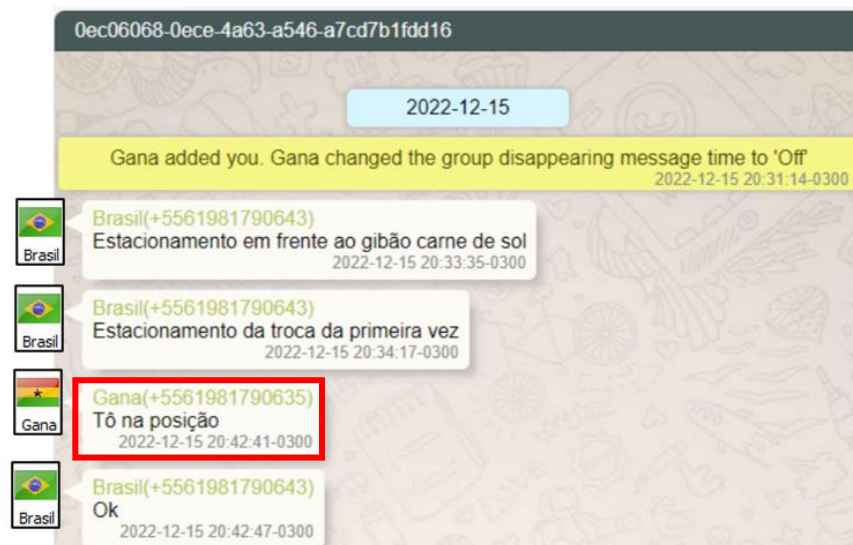 0ec06068-0ece-4a63-a546-a7cd7b1fdd16
2022-12-15
Gana added you. Gana changed the group disappearing message time to 'Off'
2022-12-15 20:31:14-0300
Brasil(+5561981790643)
Brasil
Estacionamento em frente ao gibão carne de sol
2022-12-15 20:33:35-0300
Brasil(+5561981790643)
Brasil
Estacionamento da troca da primeira vez
2022-12-15 20:34:17-0300
Gana(+5561981790635)
Gana
Tô na posição
2022-12-15 20:42:41-0300
Brasil(+5561981790643)
Brasil
Ok
2022-12-15 20:42:47-0300